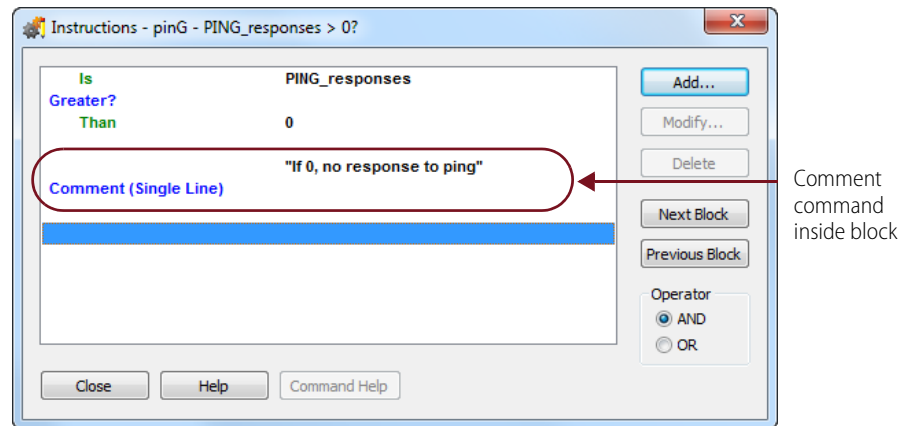 Instructions - pinG - PING_responses > 0?
X
Is PING_responses
Greater?
Than 0
"If 0, no response to ping"
Comment (Single Line)
Add...
Modify...
Delete
Next Block
Previous Block
Operator
AND
OR
Close Help Command Help
Comment
command
inside block